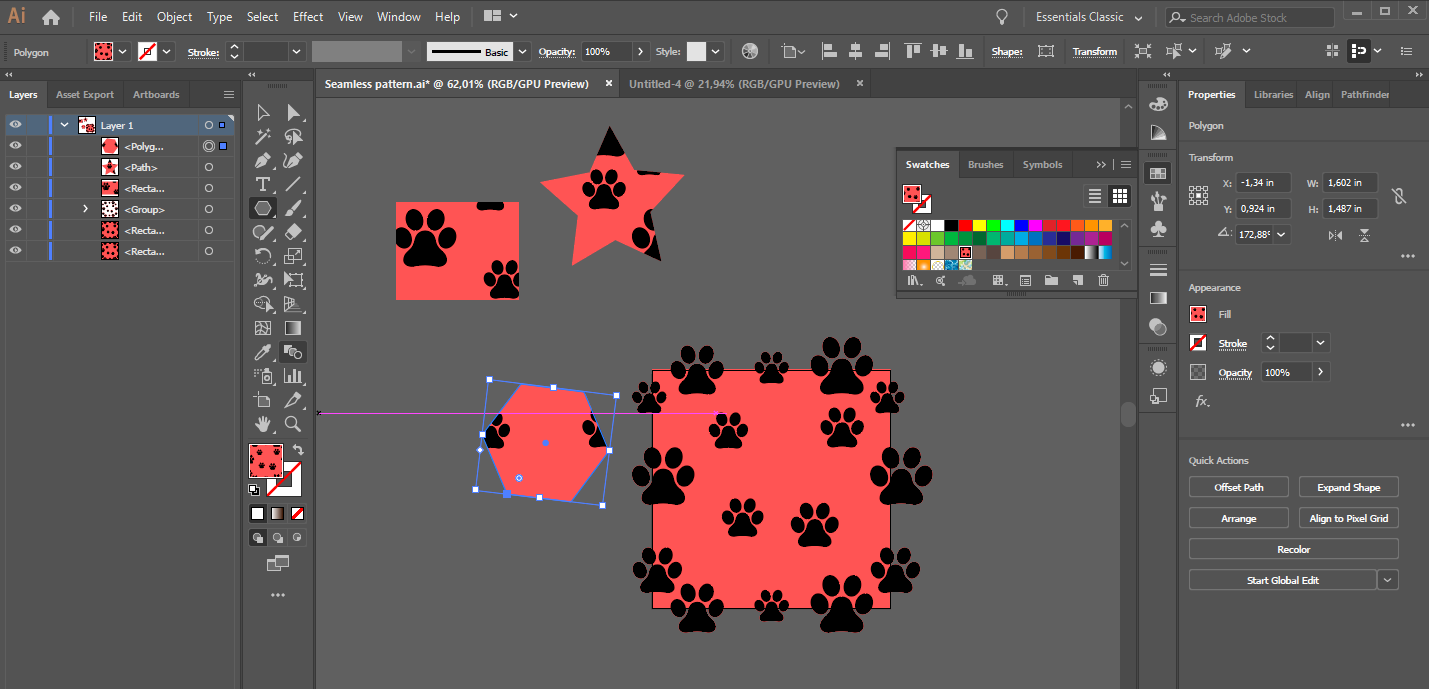 Ai File Edit Object Type Select Effect View Window Help Essentials Classic Search Adobe Stock
Polygon Stroke: Basic Opacity: 100% Style: Shape: Transform
Layers Asset Export Artboards
Seamless pattern.ai* @ 62,01% (RGB/GPU Preview) × Untitled-4 @ 21,94% (RGB/GPU Preview) ×
Properties Libraries Align Pathfinder
Layer 1
<Polyg...
<Path>
<Recta...
<Group>
<Recta...
<Recta...
Swatches Brushes Symbols
Polygon
Transform
X: -1,34 in W: 1,602 in
Y: 0,924 in H: 1,487 in
172,88°
Appearance
Fill
Stroke
Opacity 100%
fx.
Quick Actions
Offset Path Expand Shape
Arrange Align to Pixel Grid
Recolor
Start Global Edit